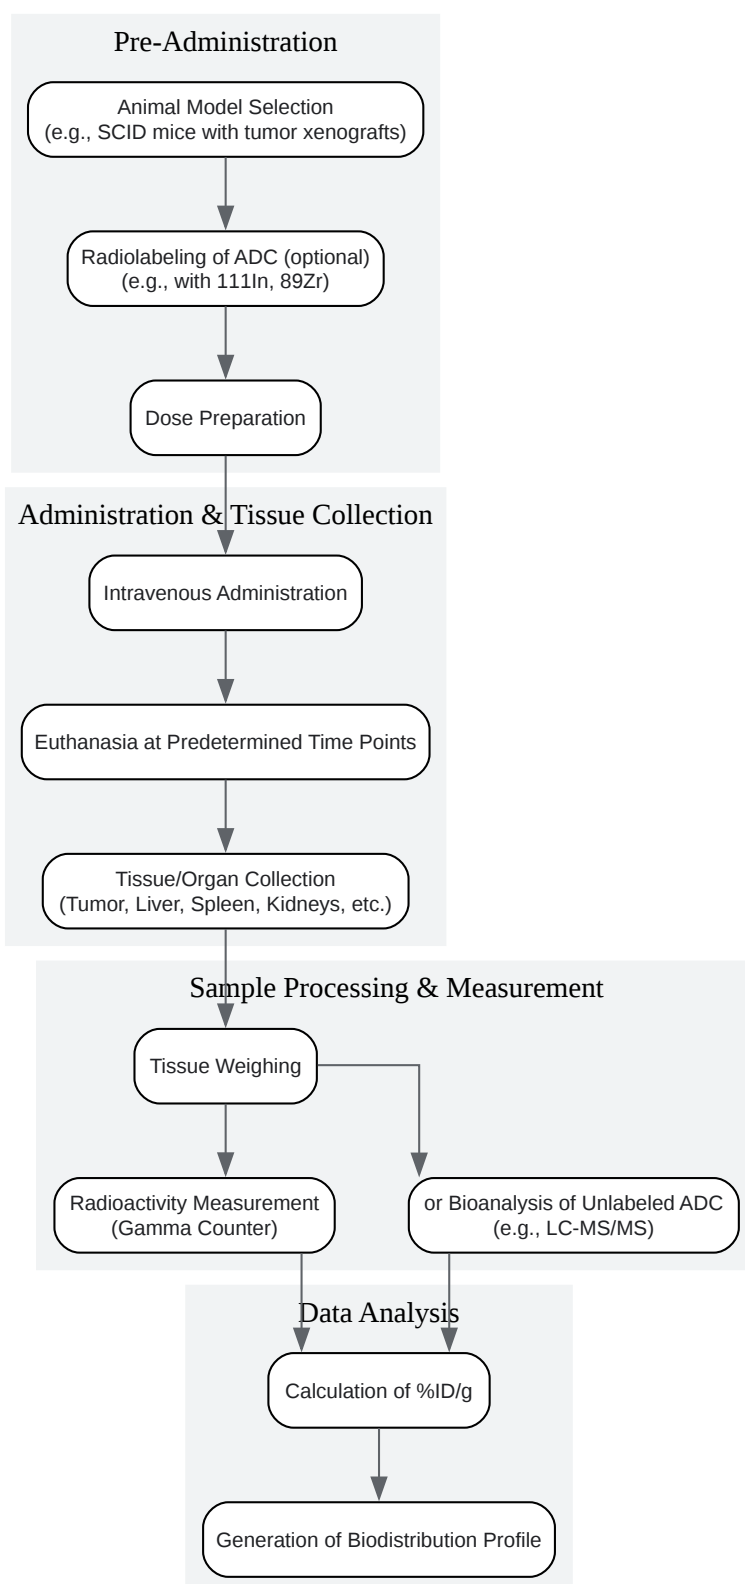 Pre-Administration
Animal Model Selection
(e.g., SCID mice with tumor xenografts)
Radiolabeling of ADC (optional)
(e.g., with 111In, 89Zr)
Dose Preparation
Administration & Tissue Collection
Intravenous Administration
Euthanasia at Predetermined Time Points
Tissue/Organ Collection
(Tumor, Liver, Spleen, Kidneys, etc.)
Sample Processing & Measurement
Tissue Weighing
Radioactivity Measurement
(Gamma Counter)
or Bioanalysis of Unlabeled ADC
(e.g., LC-MS/MS)
Data Analysis
Calculation of %ID/g
Generation of Biodistribution Profile